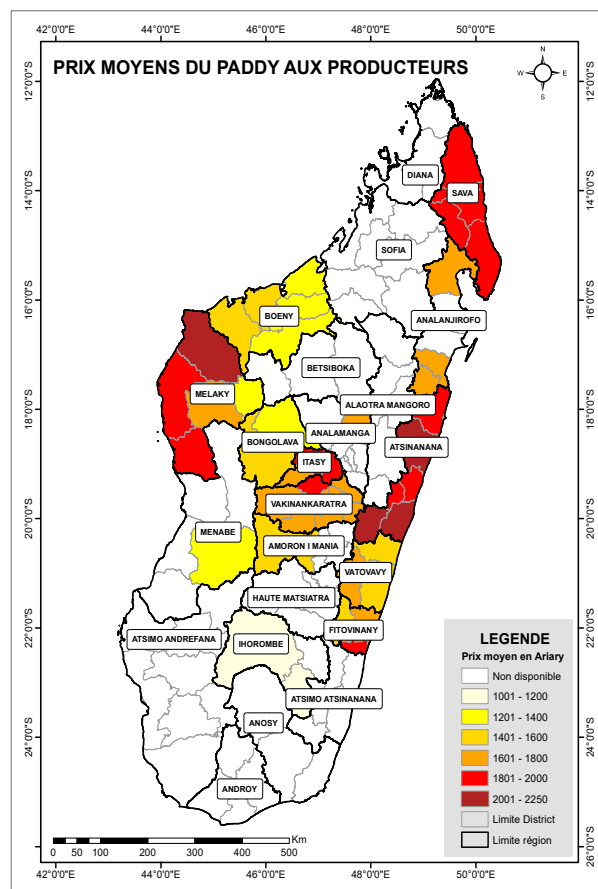 42°0'0"E 44°0'0"E 46°0'0"E 48°0'0"E 50°0'0"E
PRIX MOYENS DU PADDY AUX PRODUCTEURS
N
W E
S
12°0'0"S 12°0'0"S
DIANA
SAVA
14°0'0"S 14°0'0"S
SOFIA
16°0'0"S 16°0'0"S
BOENY
ANALANJIROFO
BETSIBOKA
MELAKY
ALAOTRA MANGORO
18°0'0"S 18°0'0"S
ANALAMANGA
BONGOLAVA
ATSINANANA
ITASY
VAKINANKARATRA
20°0'0"S 20°0'0"S
MENABE
AMORON I MANIA
VATOVAVY
HAUTE MATSIATRA
22°0'0"S 22°0'0"S
FITOVINANY
ATSIMO ANDREFANA
IHOROMBE
ATSIMO ATSINANANA
ANOSY
24°0'0"S 24°0'0"S
ANDROY
LEGENDE
Prix moyen en Ariary
Non disponible
1001 - 1200
1201 - 1400
1401 - 1600
1601 - 1800
1801 - 2000
2001 - 2250
Limite District
Limite région
Km
0 50 100 200 300 400 500
26°0'0"S 26°0'0"S
42°0'0"E 44°0'0"E 46°0'0"E 48°0'0"E 50°0'0"E